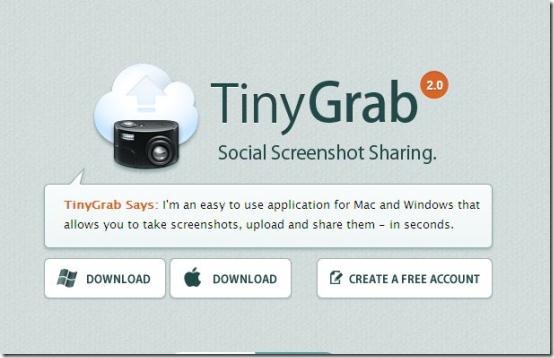 TinyGrab 2.0
Social Screenshot Sharing.
TinyGrab Says: I'm an easy to use application for Mac and Windows that
allows you to take screenshots, upload and share them – in seconds.
DOWNLOAD DOWNLOAD CREATE A FREE ACCOUNT